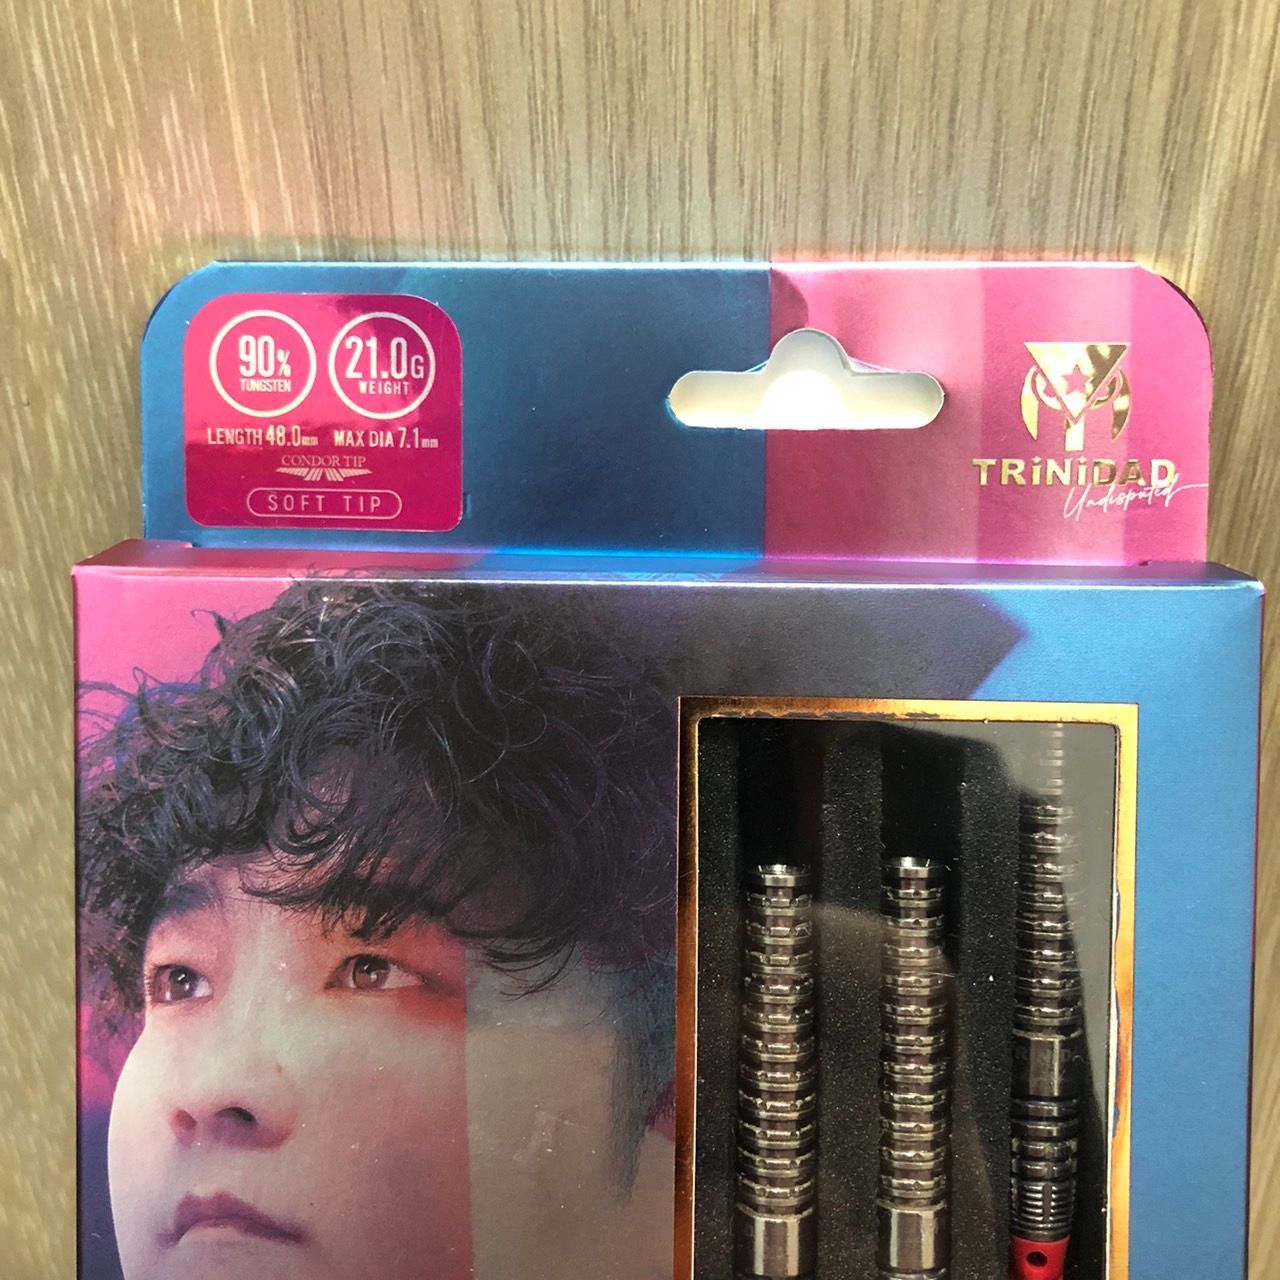 90%
TUNGSTEN
21.0G
WEIGHT
LENGTH 48.0mm MAX DIA 7.1mm
CONDOR TIP
SOFT TIP
TRiNiDAD
Undisputed